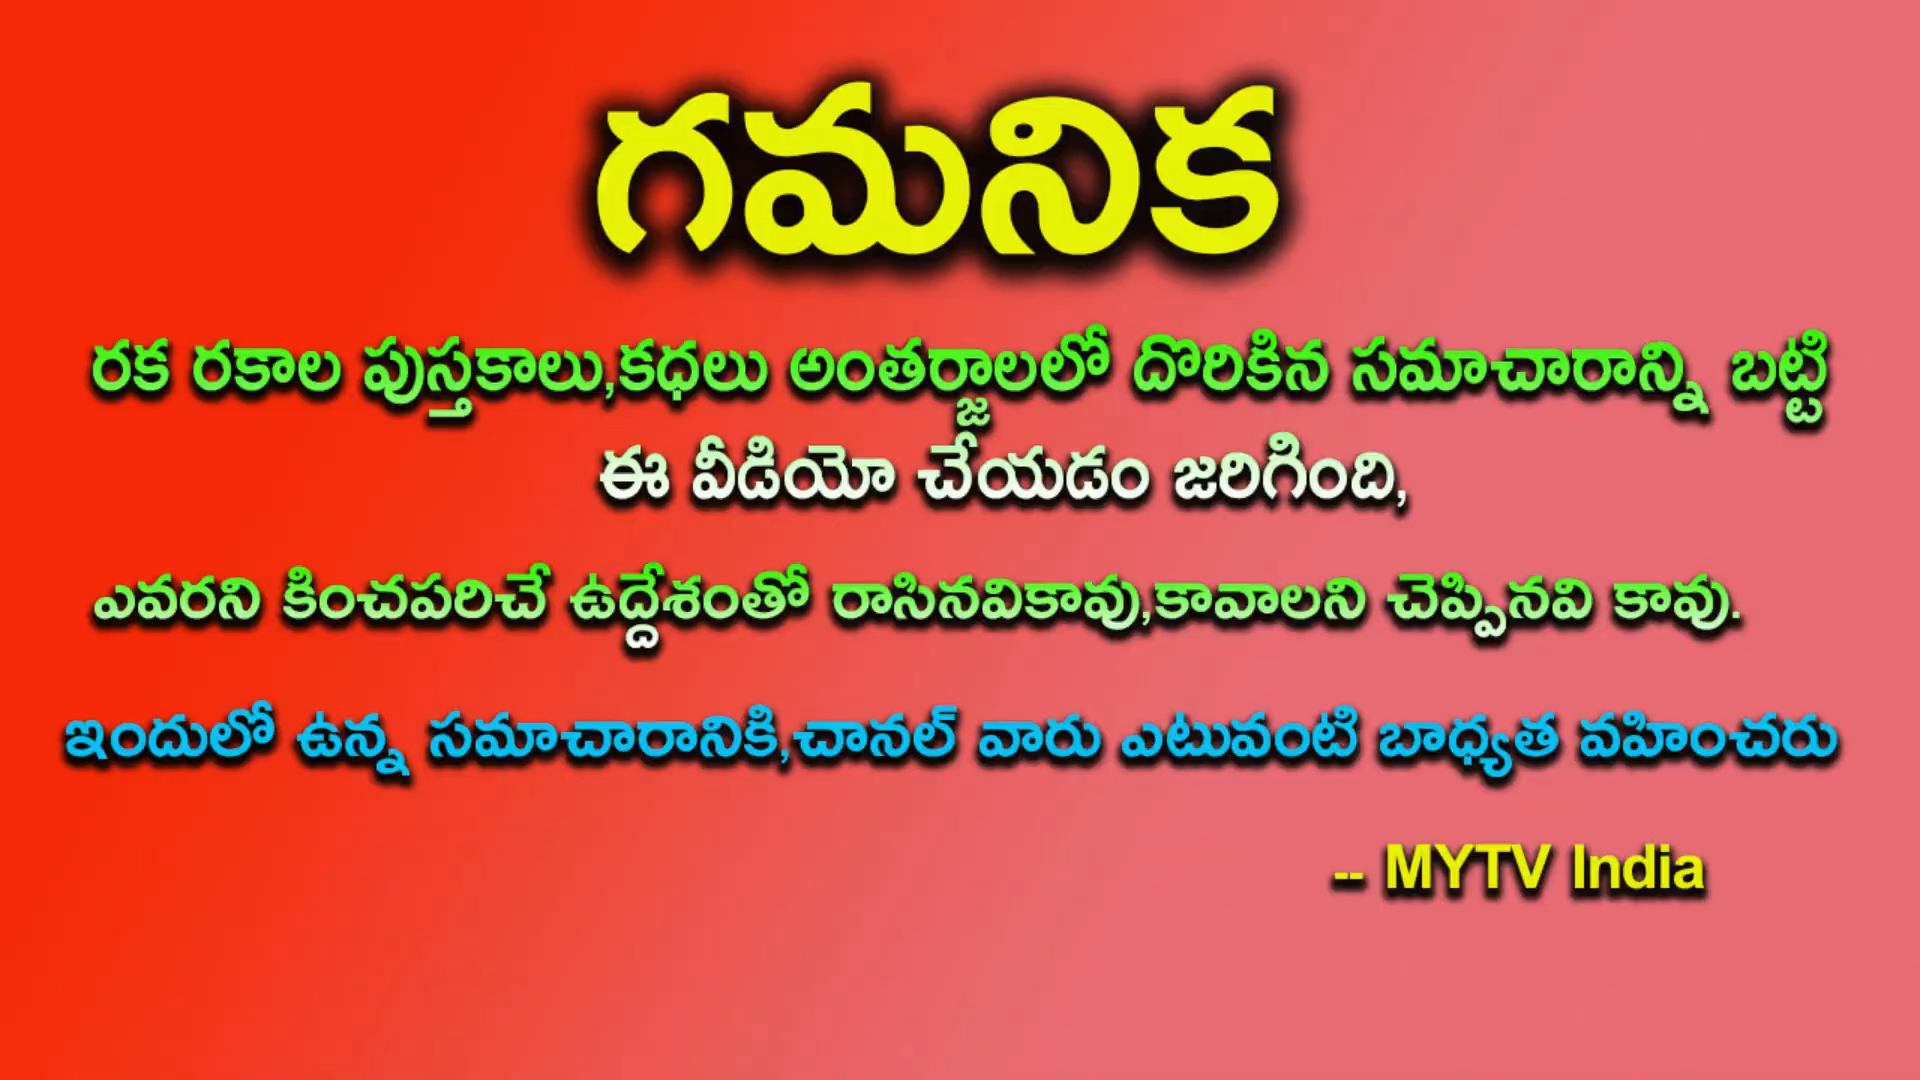 గమనిక
రక రకాల పుస్తకాలు,కధలు అంతర్జాలలో దొరికిన సమాచారాన్ని బట్టి
ఈ వీడియో చేయడం జరిగింది,
ఎవరని కించపరిచే ఉద్దేశంతో రాసినవికావు,కావాలని చెప్పినవి కావు.
ఇందులో ఉన్న సమాచారానికి,చానల్ వారు ఎటువంటి బాధ్యత వహించరు
-- MYTV India